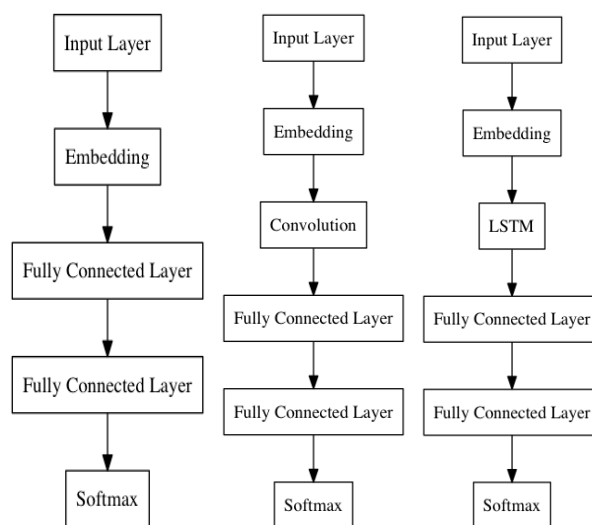 Input Layer
Embedding
Fully Connected Layer
Fully Connected Layer
Softmax
Input Layer
Embedding
Convolution
Fully Connected Layer
Fully Connected Layer
Softmax
Input Layer
Embedding
LSTM
Fully Connected Layer
Fully Connected Layer
Softmax